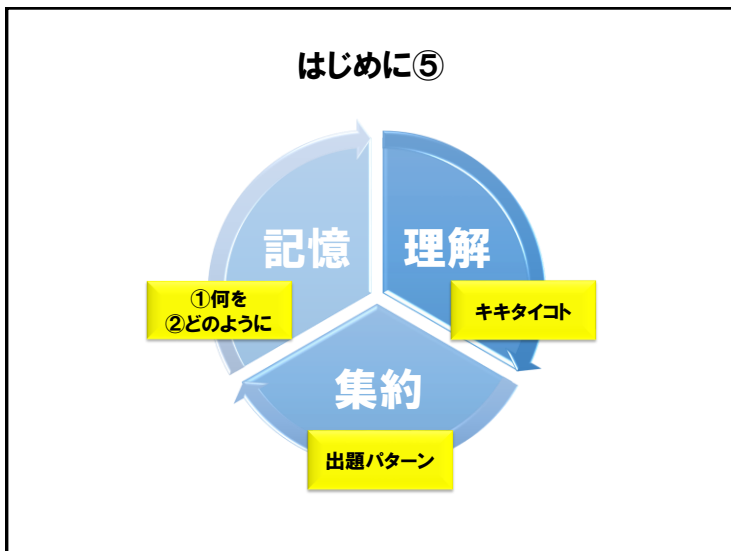 はじめに⑤
記憶
理解
①何を
②どのように
キキタイコト
集約
出題パターン